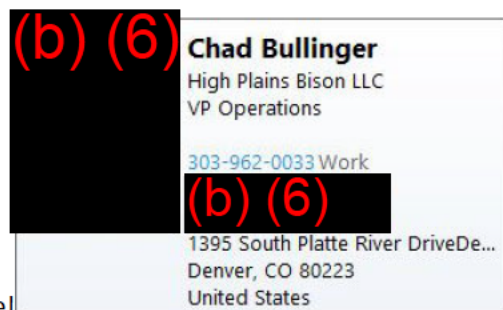 (b) (6)
Chad Bullinger
High Plains Bison LLC
VP Operations
303-962-0033 Work
(b) (6)
1395 South Platte River DriveDe...
Denver, CO 80223
United States
el